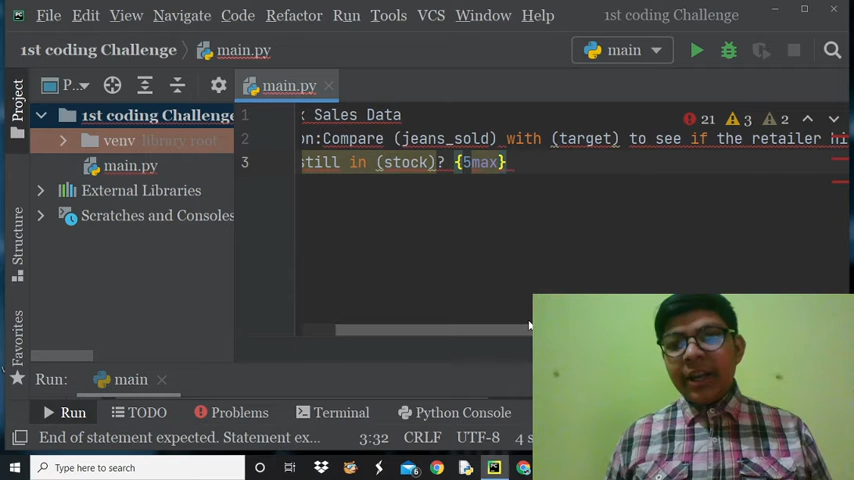 File Edit View Navigate Code Refactor Run Tools VCS Window Help 1st coding Challenge
1st coding Challenge main.py main
Project P... main.py
1st coding Challenge 1 Sales Data 21 3 2
venv library root 2 on:Compare (jeans_sold) with (target) to see if the retailer hi
main.py 3 still in (stock)? {5max}
External Libraries
Scratches and Consoles
Structure
Favorites
Run: main
Run TODO Problems Terminal Python Console
End of statement expected. Statement ex... 3:32 CRLF UTF-8 4 s
Type here to search 6